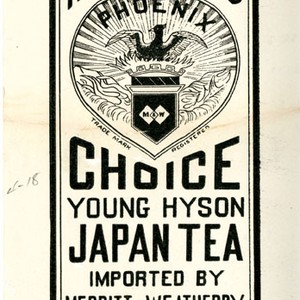 PHOENIX
M & W
TRADE MARK REGISTERED
CHOICE
YOUNG HYSON
JAPAN TEA
IMPORTED BY